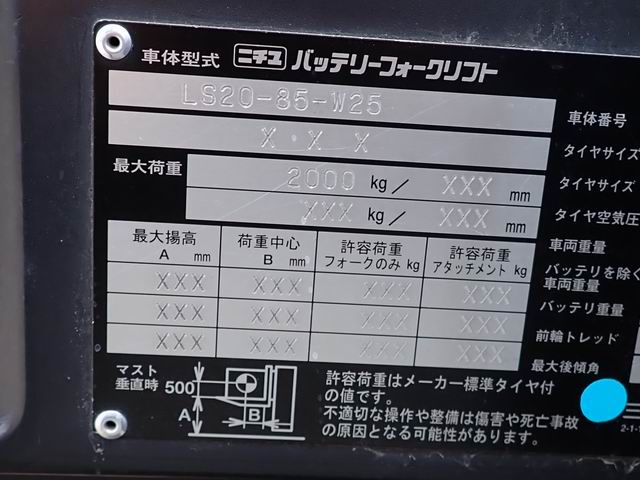 車体型式 ニチユ バッテリーフォークリフト
LS20-85-W25
X X X
最大荷重 2000 kg／ XXX mm
XXX kg／ XXX mm
最大揚高 A mm 荷重中心 B mm 許容荷重 フォークのみ kg 許容荷重 アタッチメント kg
XXX XXX XXX XXX
XXX XXX XXX XXX
XXX XXX XXX XXX
マスト
垂直時 500
A
B
許容荷重はメーカー標準タイヤ付
の値です。
不適切な操作や整備は傷害や死亡事故
の原因となる可能性があります。
車体番号
タイヤサイズ
タイヤサイズ
タイヤ空気圧
車両重量
バッテリを除く
車両重量
バッテリ重量
前輪トレッド
最大後傾角